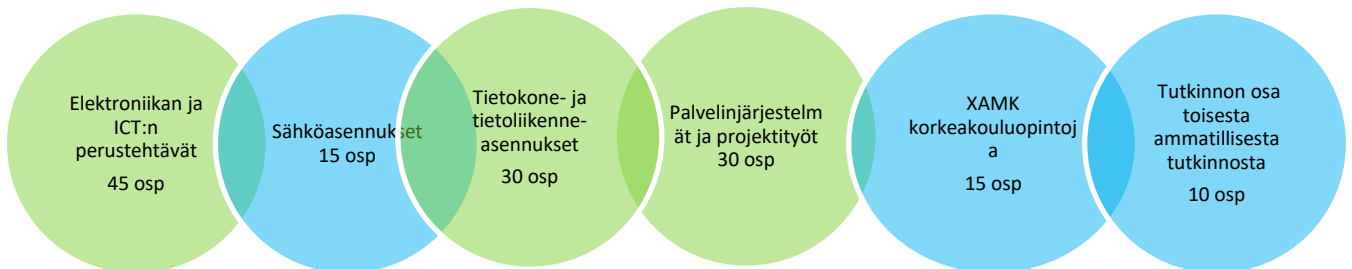 Elektroniikan ja
ICT:n
perustehtävät
45 osp
Sähköasennukset
15 osp
Tietokone- ja
tietoliikenne-
asennukset
30 osp
Palvelinjärjestelm
ät ja projektityöt
30 osp
XAMK
korkeakouluopintoj
a
15 osp
Tutkinnon osa
toisesta
ammatillisesta
tutkinnosta
10 osp